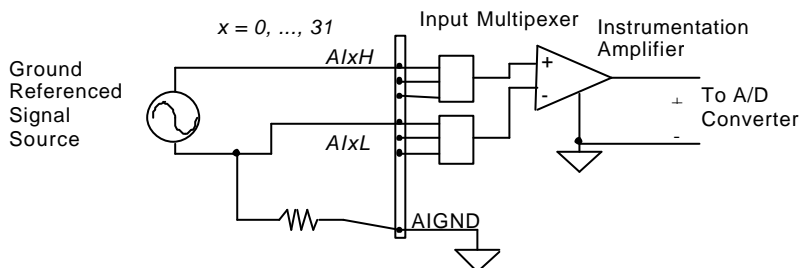 x = 0, ..., 31
Input Multipexer
Instrumentation
Amplifier
Ground
Referenced
Signal
Source
AIxH
AIxL
+
-
+
-
To A/D
Converter
AIGND